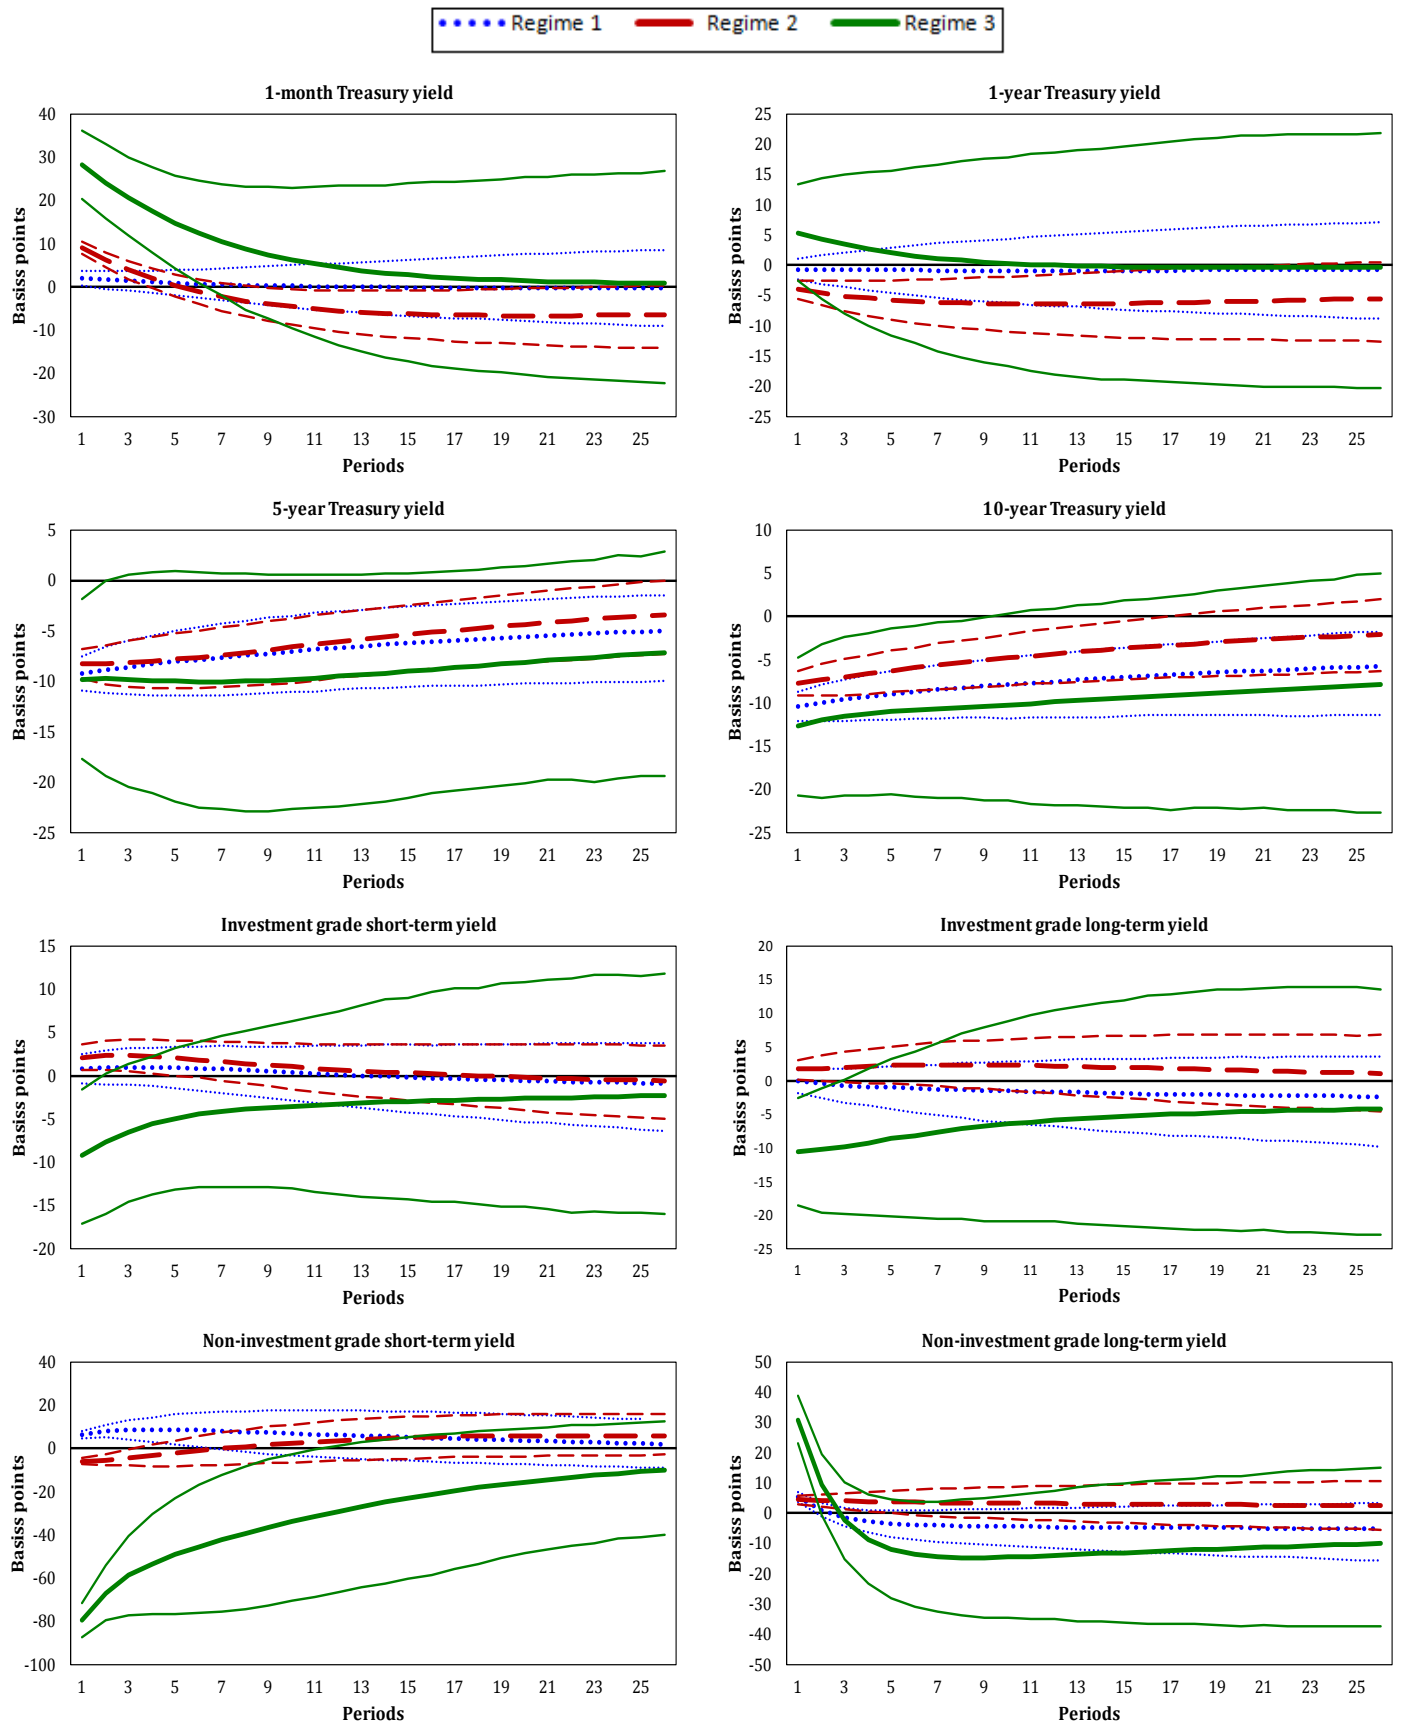 Regime 1 Regime 2 Regime 3
1-month Treasury yield
Basiss points
40
30
20
10
0
-10
-20
-30
1 3 5 7 9 11 13 15 17 19 21 23 25
Periods
1-year Treasury yield
Basiss points
25
20
15
10
5
0
-5
-10
-15
-20
-25
1 3 5 7 9 11 13 15 17 19 21 23 25
Periods
5-year Treasury yield
Basiss points
5
0
-5
-10
-15
-20
-25
1 3 5 7 9 11 13 15 17 19 21 23 25
Periods
10-year Treasury yield
Basiss points
10
5
0
-5
-10
-15
-20
-25
1 3 5 7 9 11 13 15 17 19 21 23 25
Periods
Investment grade short-term yield
Basiss points
15
10
5
0
-5
-10
-15
-20
1 3 5 7 9 11 13 15 17 19 21 23 25
Periods
Investment grade long-term yield
Basiss points
20
15
10
5
0
-5
-10
-15
-20
-25
1 3 5 7 9 11 13 15 17 19 21 23 25
Periods
Non-investment grade short-term yield
Basiss points
40
20
0
-20
-40
-60
-80
-100
1 3 5 7 9 11 13 15 17 19 21 23 25
Periods
Non-investment grade long-term yield
Basiss points
50
40
30
20
10
0
-10
-20
-30
-40
-50
1 3 5 7 9 11 13 15 17 19 21 23 25
Periods